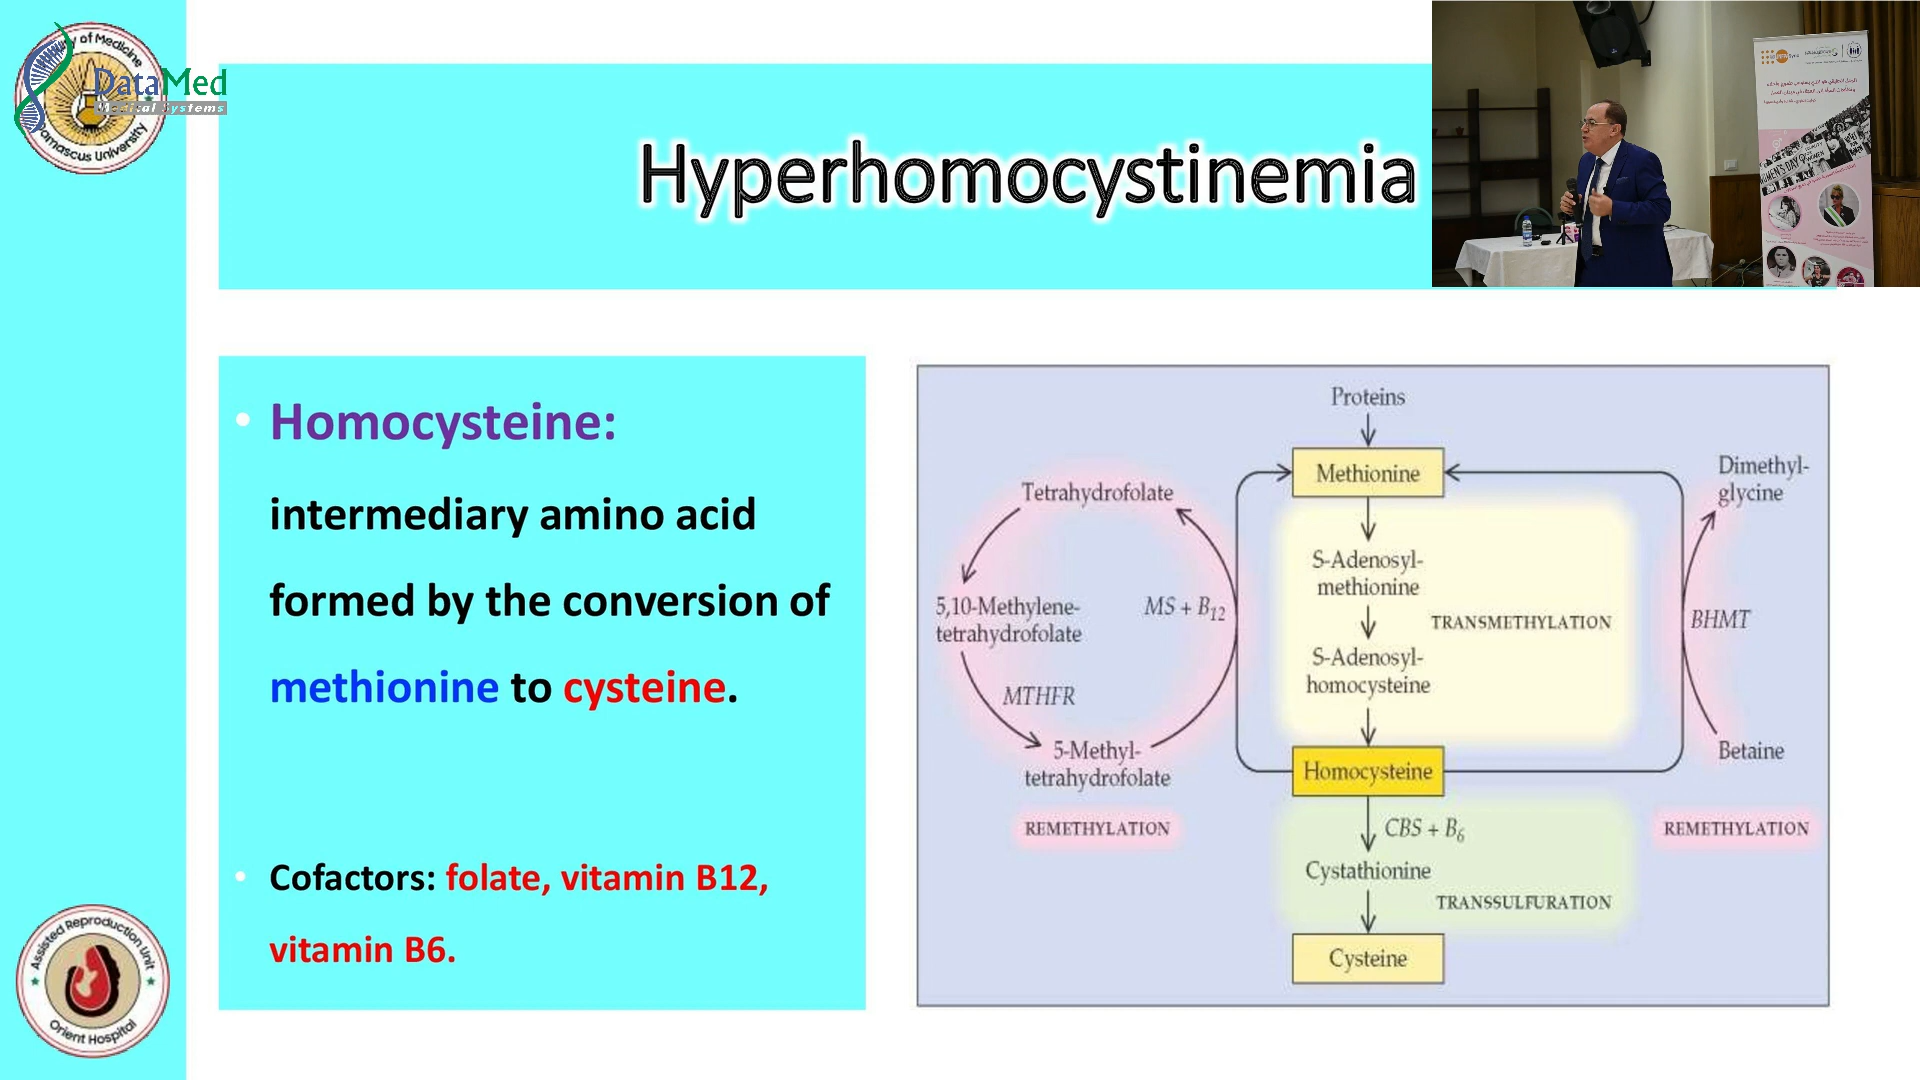 DataMed
Medical Systems
Damascus University
Hyperhomocystinemia
• Homocysteine:
intermediary amino acid
formed by the conversion of
methionine to cysteine.
• Cofactors: folate, vitamin B12,
vitamin B6.
Proteins
Methionine
Dimethyl-
glycine
Tetrahydrofolate
S-Adenosyl-
methionine
5,10-Methylene-
tetrahydrofolate
MS + B12
TRANSMETHYLATION
BHMT
S-Adenosyl-
homocysteine
MTHFR
5-Methyl-
tetrahydrofolate
Betaine
Homocysteine
REMETHYLATION
CBS + B6
REMETHYLATION
Cystathionine
TRANSSULFURATION
Cysteine
Assisted Reproduction Unit
Orient Hospital